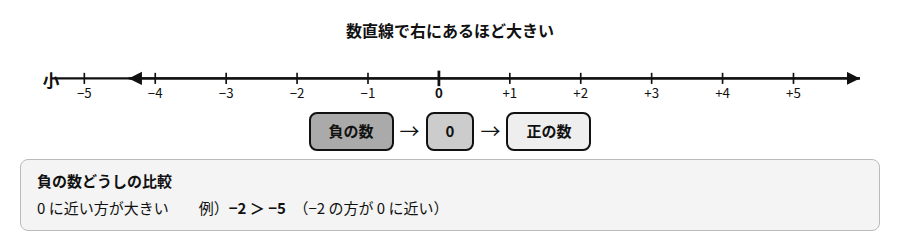 数直線で右にあるほど大きい
小
−5 −4 −3 −2 −1 0 +1 +2 +3 +4 +5
負の数 → 0 → 正の数
負の数どうしの比較
0 に近い方が大きい 例）−2 > −5 （−2 の方が 0 に近い）